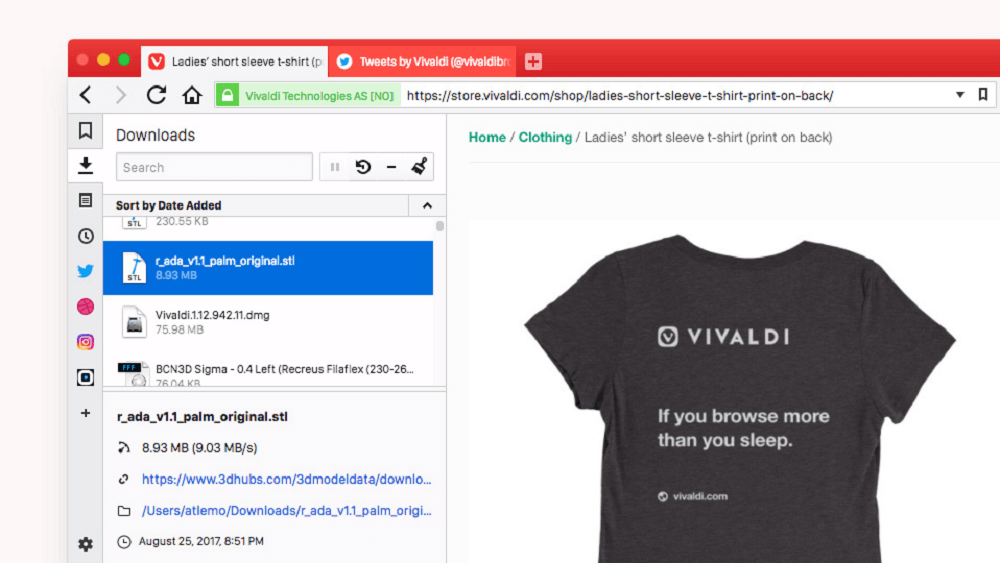 Ladies' short sleeve t-shirt (p
Tweets by Vivaldi (@vivaldibr
Vivaldi Technologies AS [NO]
https://store.vivaldi.com/shop/ladies-short-sleeve-t-shirt-print-on-back/
Downloads
Search
Sort by Date Added
STL
230.55 KB
r_ada_v1.1_palm_original.stl
STL
8.93 MB
Vivaldi.1.12.942.11.dmg
75.98 MB
FFF
BCN3D Sigma - 0.4 Left (Recreus Filaflex (230-26...
76.04 KB
r_ada_v1.1_palm_original.stl
8.93 MB (9.03 MB/s)
https://www.3dhubs.com/3dmodeldata/downlo...
/Users/atlemo/Downloads/r_ada_v1.1_palm_origi...
August 25, 2017, 8:51 PM
Home / Clothing / Ladies' short sleeve t-shirt (print on back)
VIVALDI
If you browse more
than you sleep.
vivaldi.com